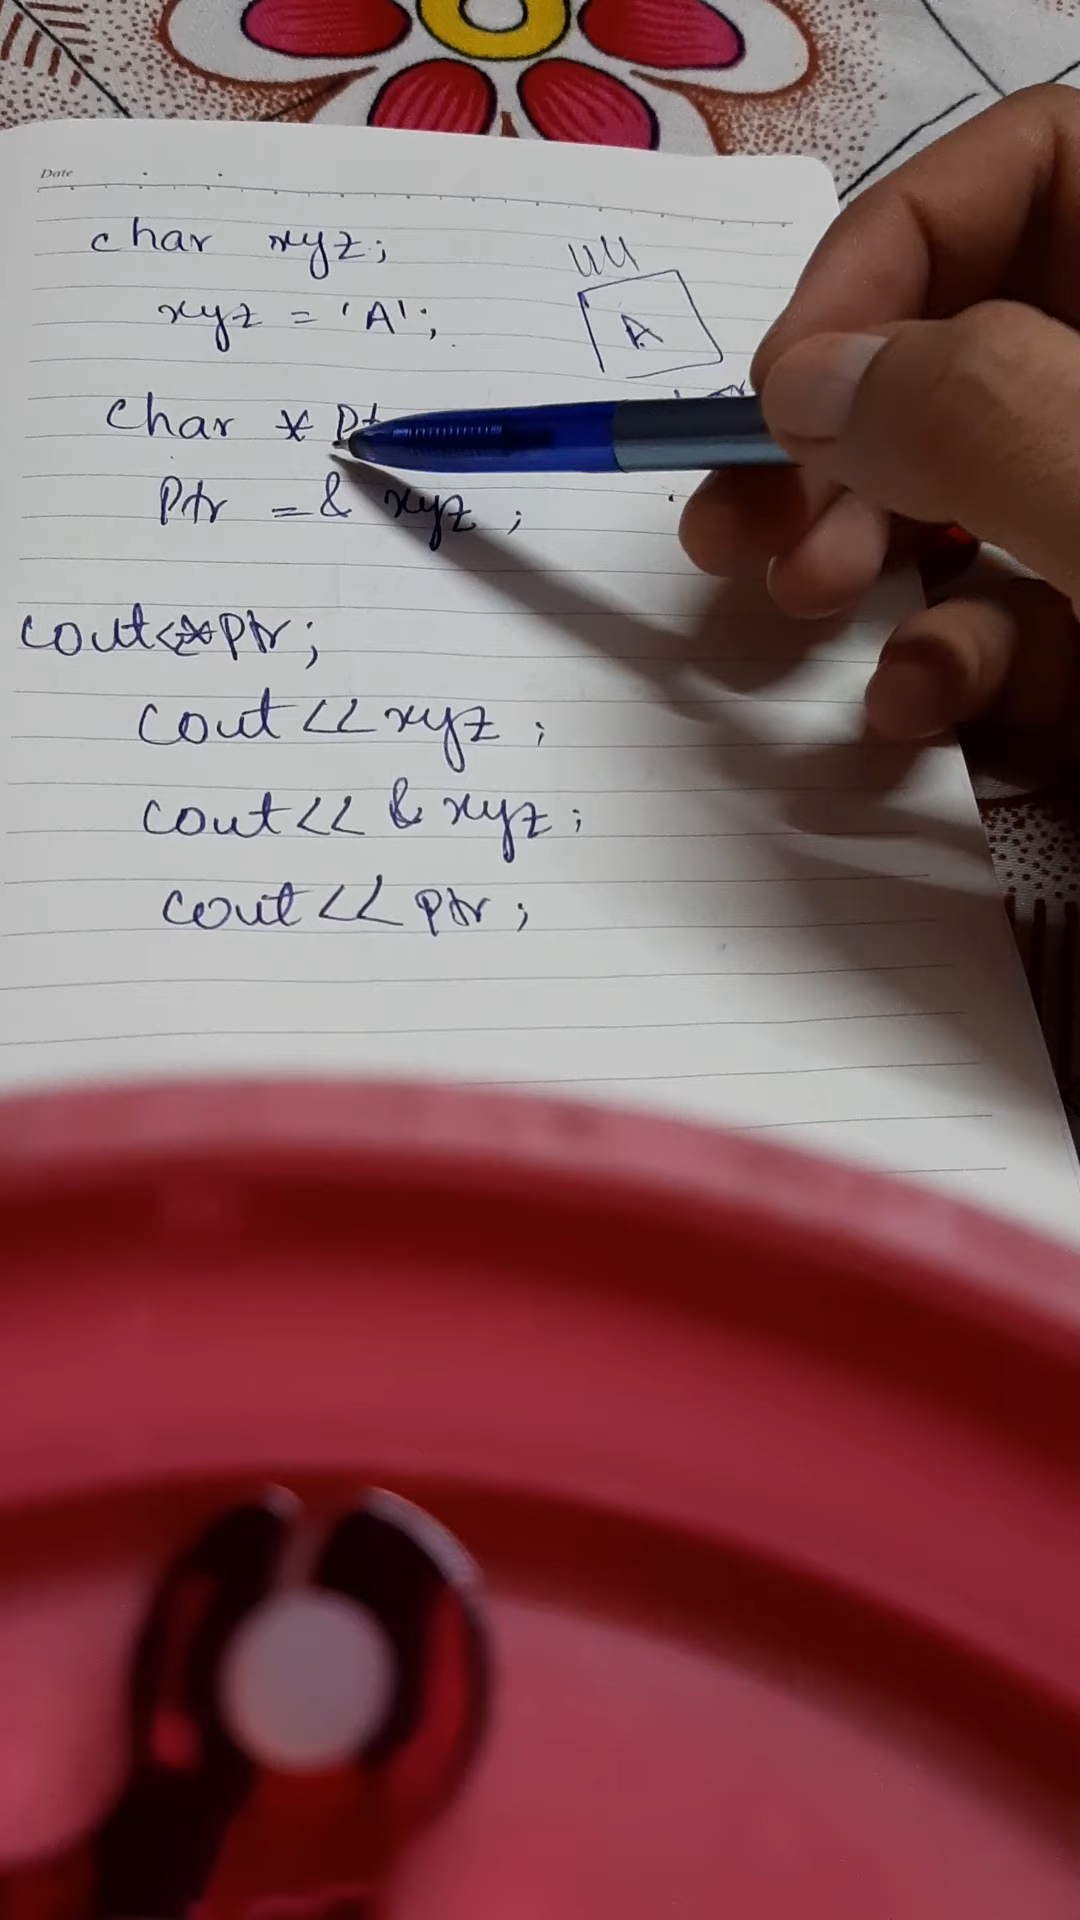 Date
char xyz;
xyz = 'A';
A
char *
Ptr = & xyz ;
cout<<*ptr;
cout << xyz ;
cout << & xyz ;
cout << ptr ;